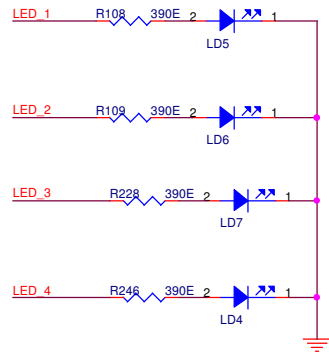 LED_1 R108 390E 2 1
LD5
LED_2 R109 390E 2 1
LD6
LED_3 R228 390E 2 1
LD7
LED_4 R246 390E 2 1
LD4